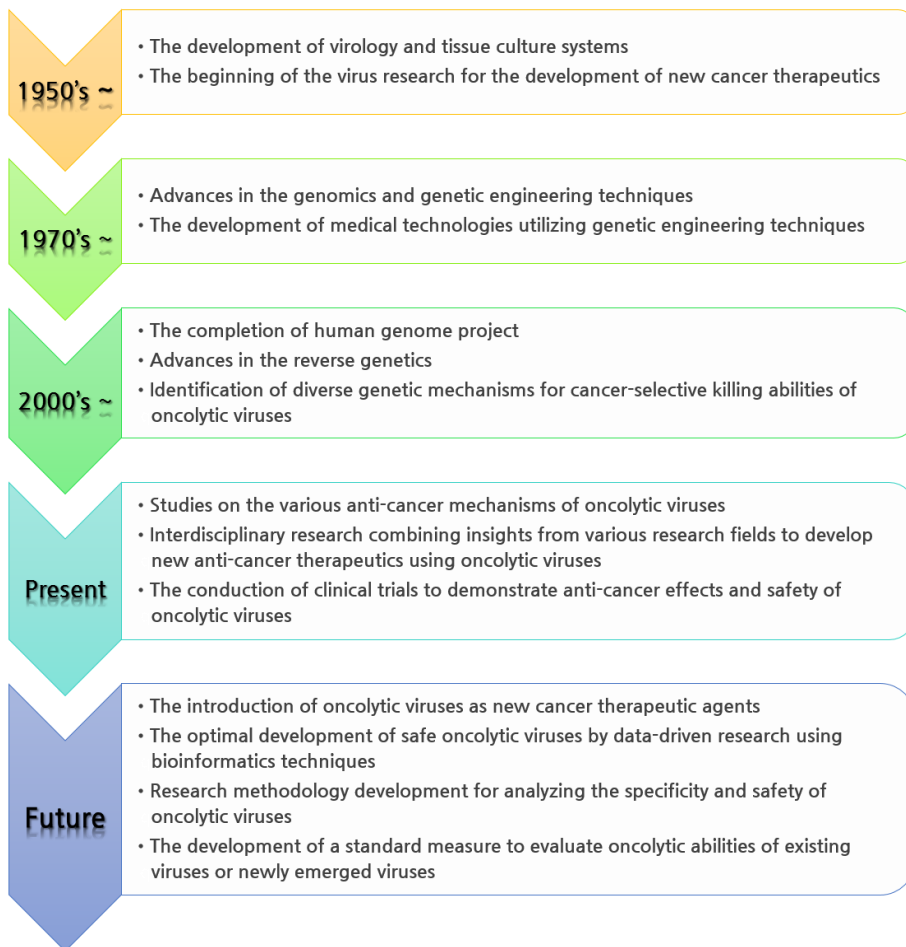 1950's ~
• The development of virology and tissue culture systems
• The beginning of the virus research for the development of new cancer therapeutics
1970's ~
• Advances in the genomics and genetic engineering techniques
• The development of medical technologies utilizing genetic engineering techniques
2000's ~
• The completion of human genome project
• Advances in the reverse genetics
• Identification of diverse genetic mechanisms for cancer-selective killing abilities of
oncolytic viruses
Present
• Studies on the various anti-cancer mechanisms of oncolytic viruses
• Interdisciplinary research combining insights from various research fields to develop
new anti-cancer therapeutics using oncolytic viruses
• The conduction of clinical trials to demonstrate anti-cancer effects and safety of
oncolytic viruses
Future
• The introduction of oncolytic viruses as new cancer therapeutic agents
• The optimal development of safe oncolytic viruses by data-driven research using
bioinformatics techniques
• Research methodology development for analyzing the specificity and safety of
oncolytic viruses
• The development of a standard measure to evaluate oncolytic abilities of existing
viruses or newly emerged viruses